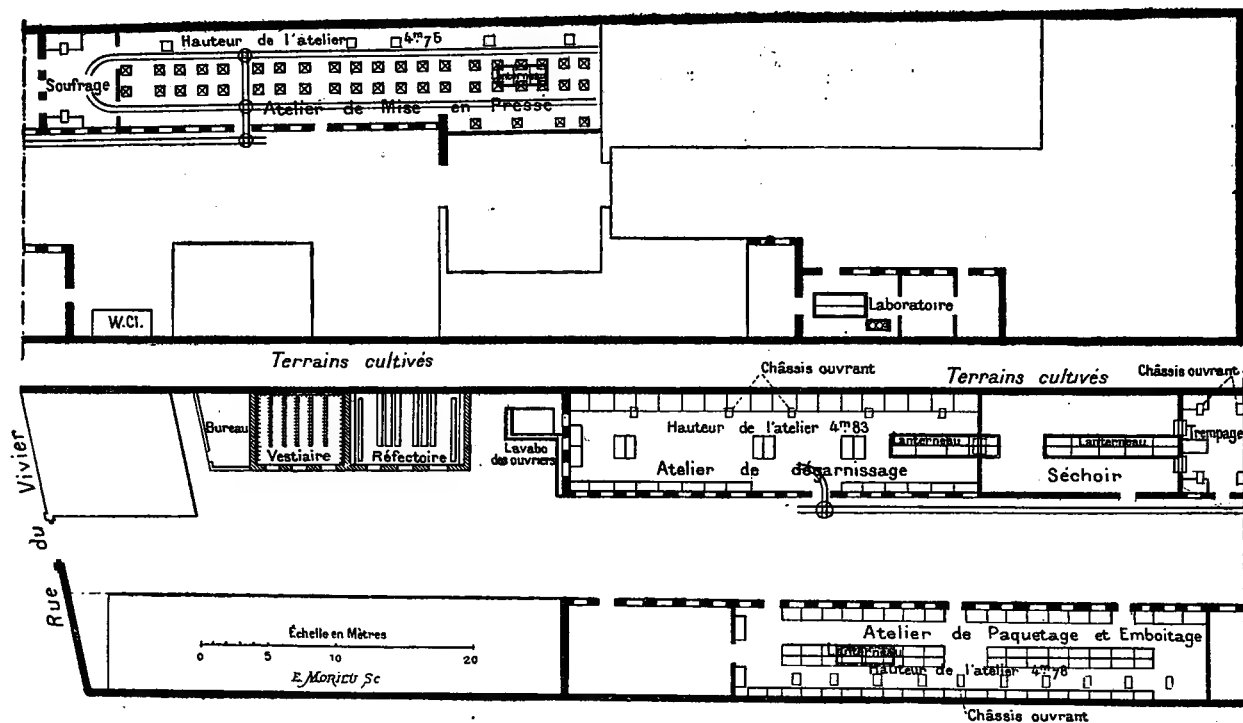 Hauteur de l'atelier 4m75
Soufrage
Lanterneau
Atelier de Mise en Presse
W.Cl.
Laboratoire
Terrains cultivés
Châssis ouvrant
Terrains cultivés
Châssis ouvrant
Bureau
Vestiaire
Réfectoire
Lavabo
des ouvriers
Hauteur de l'atelier 4m83
Lanterneau
Lanterneau
Trempage
Atelier de dégarnissage
Séchoir
Rue du Vivier
Échelle en Mètres
0 5 10 20
E. MORIEU Sc
Atelier de Paquetage et Emboitage
Lanterneau
Hauteur de l'atelier 4m78
Châssis ouvrant